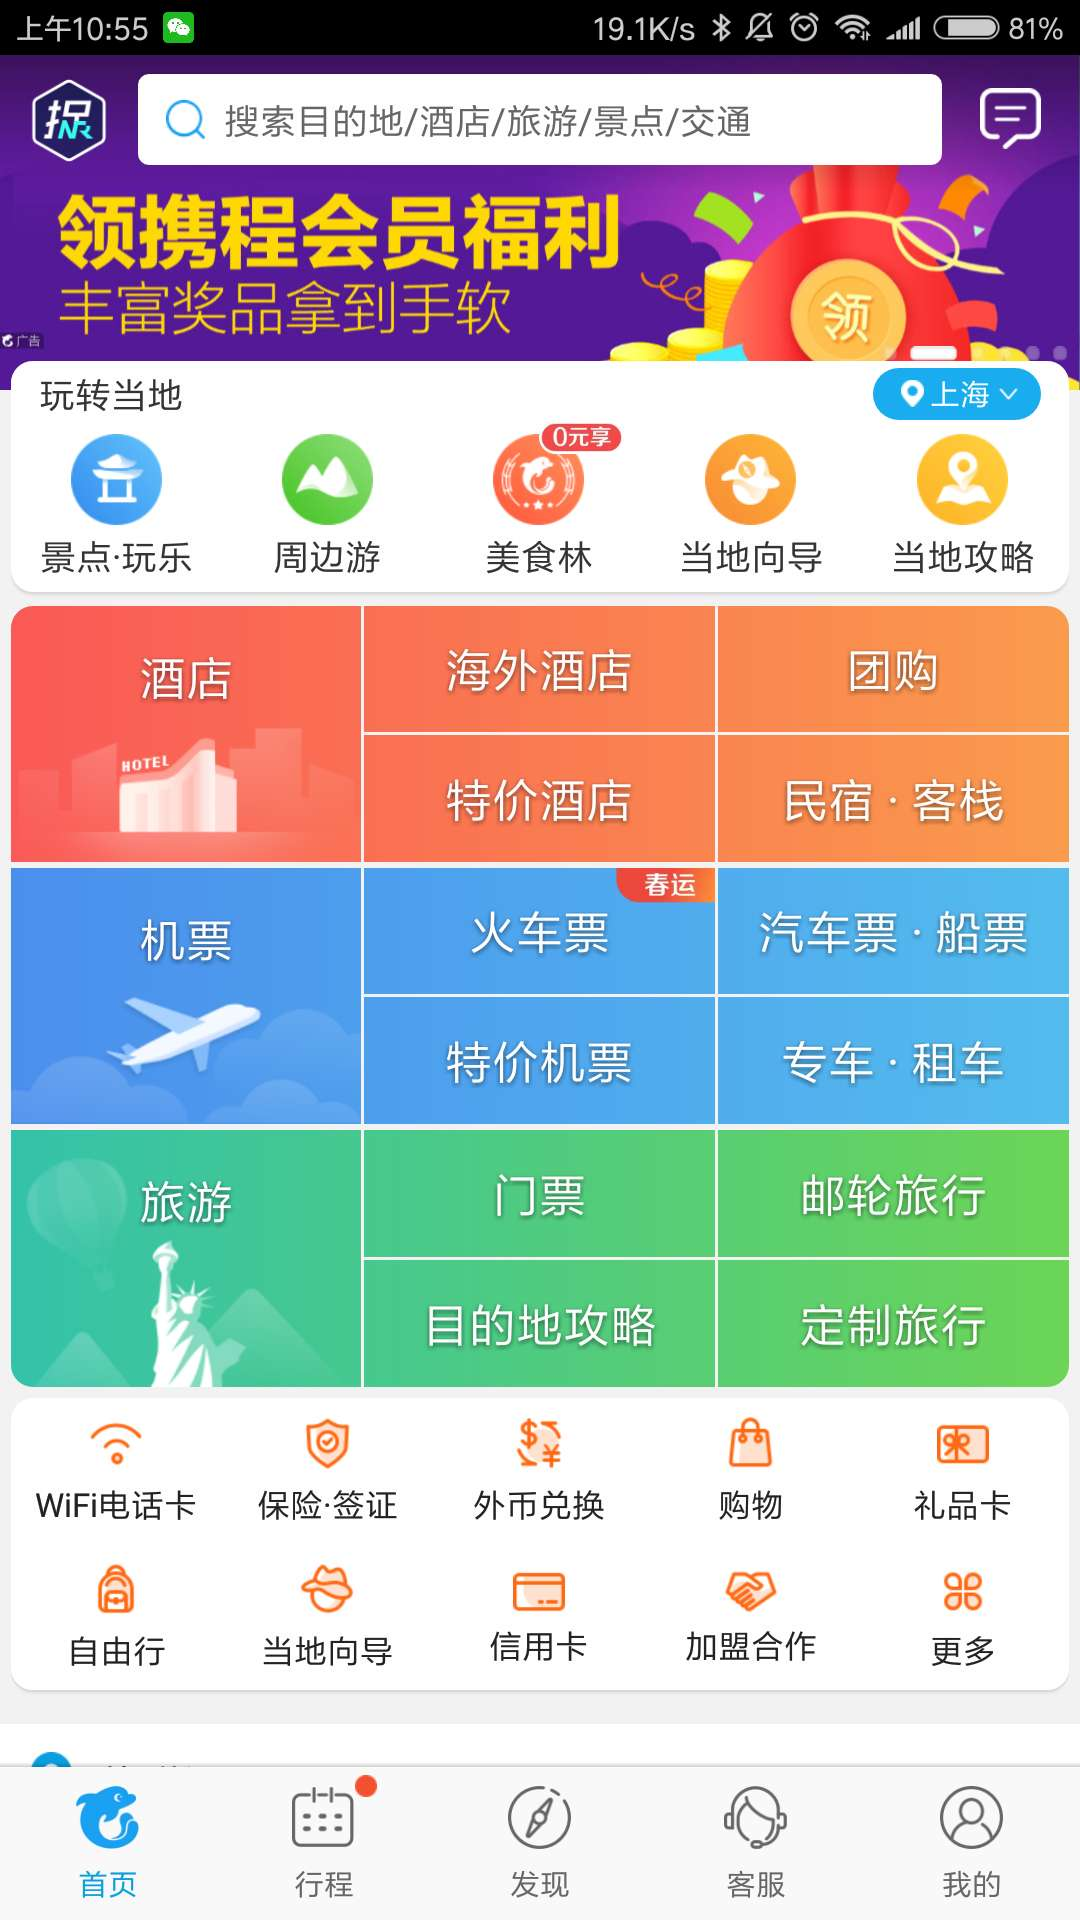 上午10:55 19.1K/s 81%
捉NR
搜索目的地/酒店/旅游/景点/交通
领携程会员福利
丰富奖品拿到手软
领
广告
玩转当地 上海
0元享
景点·玩乐 周边游 美食林 当地向导 当地攻略
酒店 海外酒店 团购
HOTEL
特价酒店 民宿·客栈
春运
机票 火车票 汽车票·船票
特价机票 专车·租车
旅游 门票 邮轮旅行
目的地攻略 定制旅行
WiFi电话卡 保险·签证 外币兑换 购物 礼品卡
自由行 当地向导 信用卡 加盟合作 更多
首页 行程 发现 客服 我的